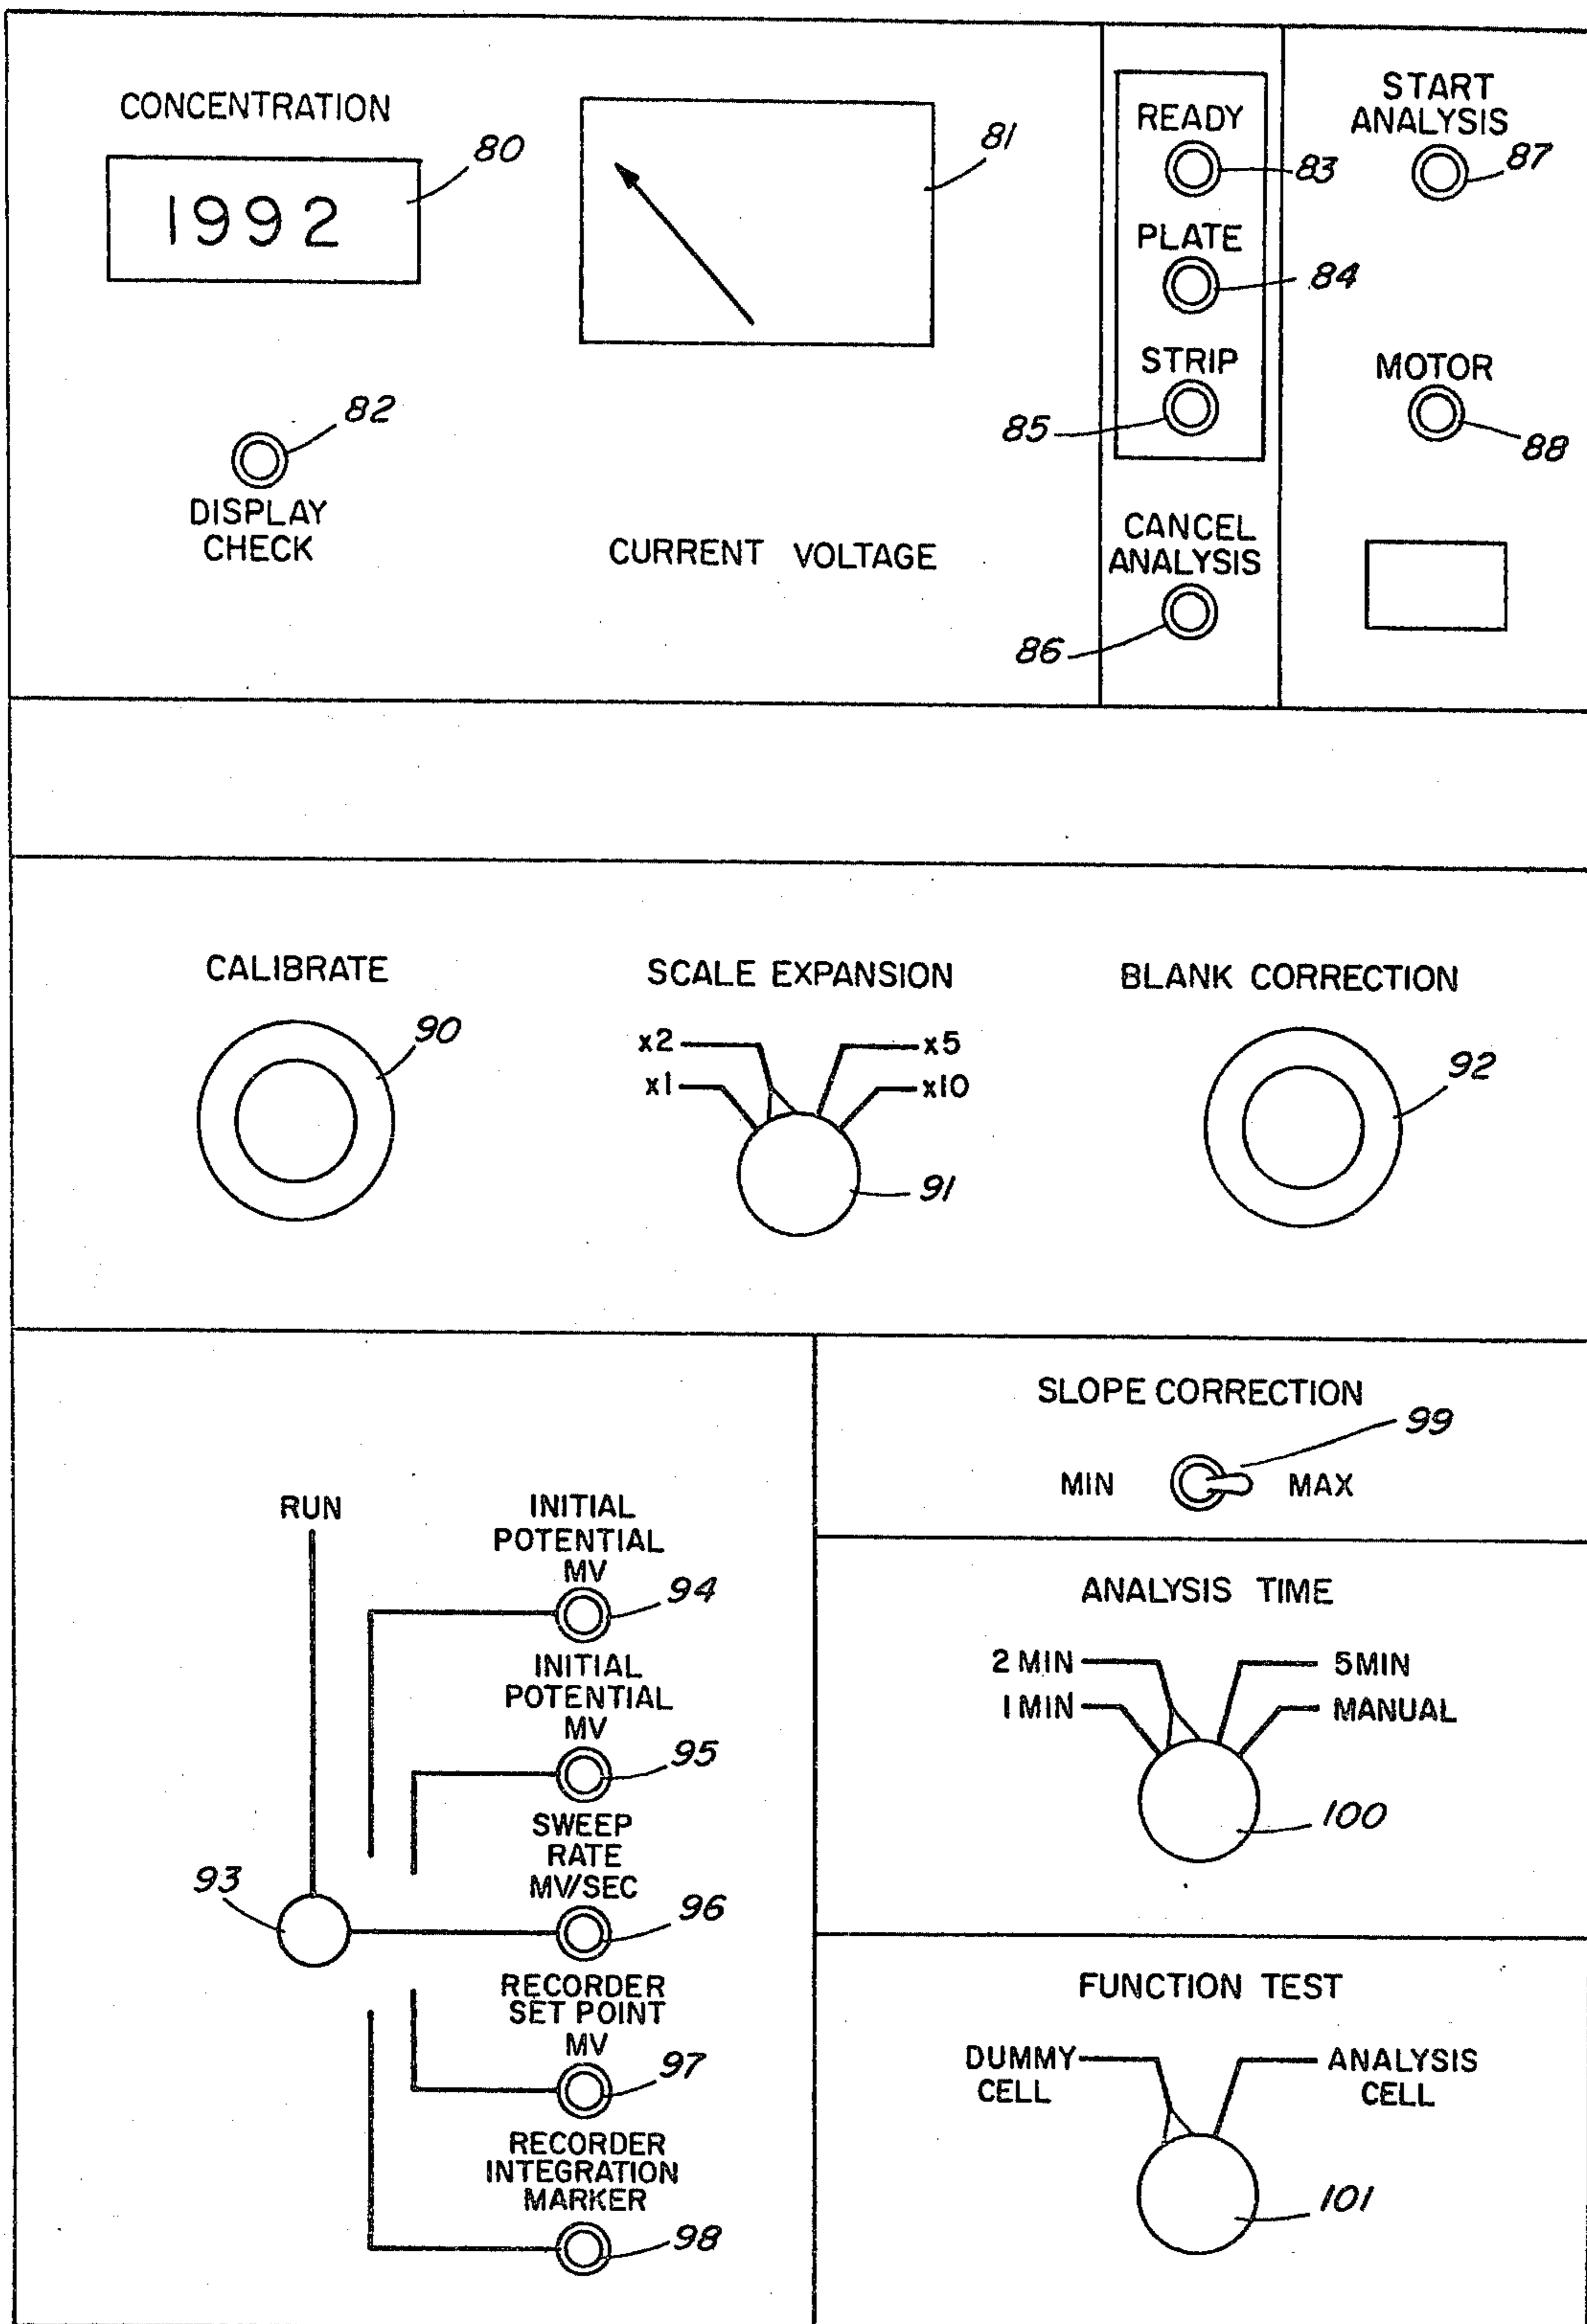 CONCENTRATION
80
1992
82
DISPLAY
CHECK
81
CURRENT VOLTAGE
READY
83
PLATE
84
STRIP
85
CANCEL
ANALYSIS
86
START
ANALYSIS
87
MOTOR
88
CALIBRATE
90
SCALE EXPANSION
x2
x5
x1
x10
91
BLANK CORRECTION
92
RUN
93
INITIAL
POTENTIAL
MV
94
INITIAL
POTENTIAL
MV
95
SWEEP
RATE
MV/SEC
96
RECORDER
SET POINT
MV
97
RECORDER
INTEGRATION
MARKER
98
SLOPE CORRECTION
99
MIN
MAX
ANALYSIS TIME
2 MIN
5MIN
1 MIN
MANUAL
100
FUNCTION TEST
DUMMY
CELL
ANALYSIS
CELL
101